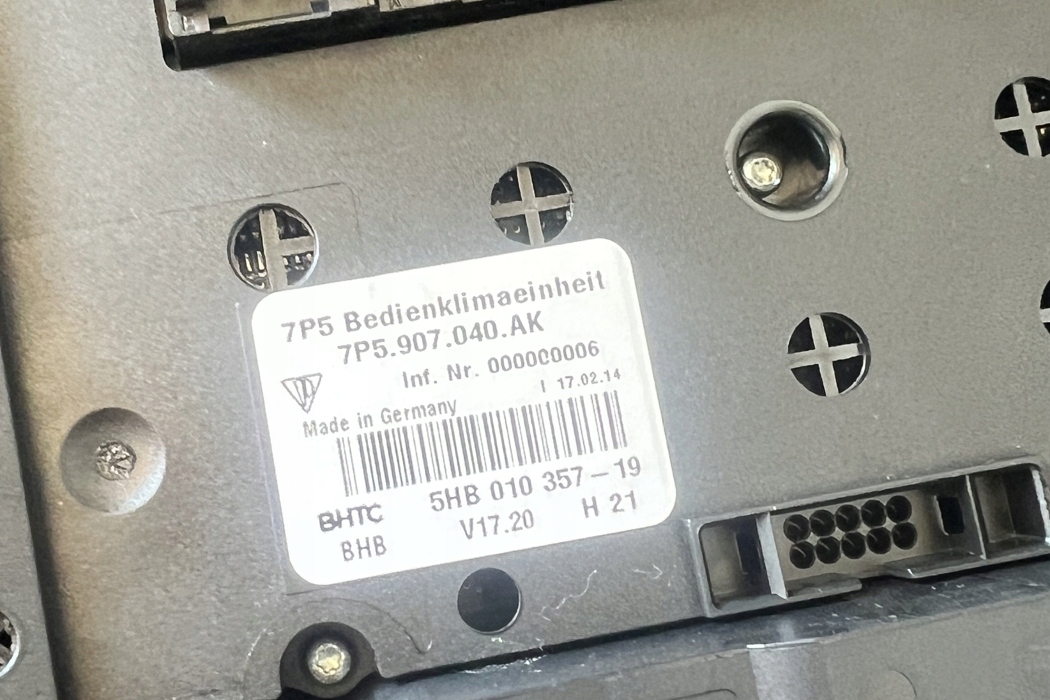 7P5 Bedienklimaeinheit
7P5.907.040.AK
Inf. Nr. 000000006
I 17.02.14
Made in Germany
5HB 010 357–19
BHTC
V17.20 H 21
BHB